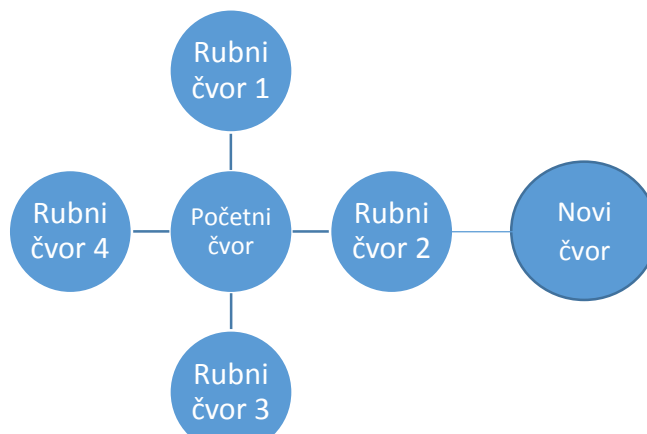 Rubni
čvor 1
Rubni
čvor 4
Početni
čvor
Rubni
čvor 2
Novi
čvor
Rubni
čvor 3